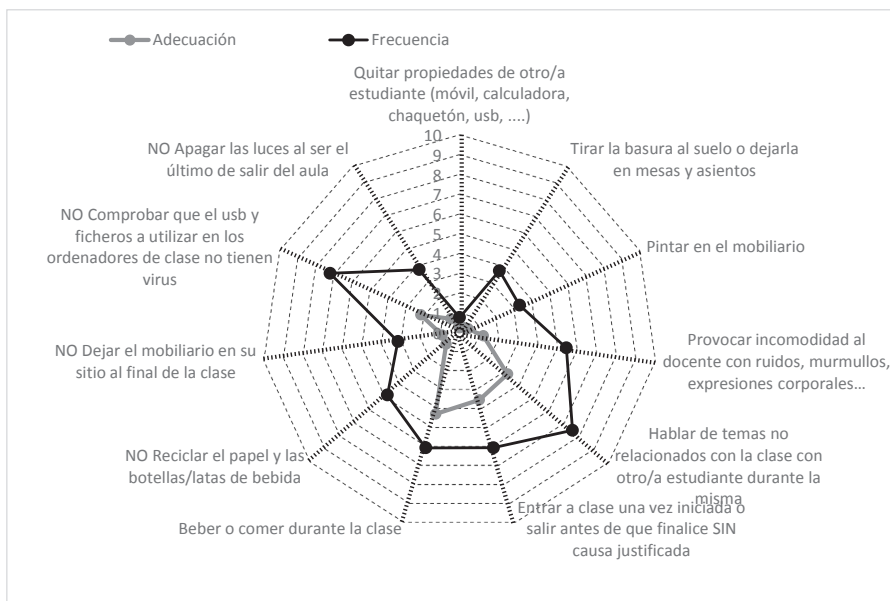 Adecuación
Frecuencia
Quitar propiedades de otro/a
estudiante (móvil, calculadora,
chaquetón, usb, ....)
10
9
8
7
6
5
4
3
2
1
Tirar la basura al suelo o dejarla
en mesas y asientos
Pintar en el mobiliario
Provocar incomodidad al
docente con ruidos, murmullos,
expresiones corporales…
Hablar de temas no
relacionados con la clase con
otro/a estudiante durante la
misma
Entrar a clase una vez iniciada o
salir antes de que finalice SIN
causa justificada
Beber o comer durante la clase
NO Reciclar el papel y las
botellas/latas de bebida
NO Dejar el mobiliario en su
sitio al final de la clase
NO Comprobar que el usb y
ficheros a utilizar en los
ordenadores de clase no tienen
virus
NO Apagar las luces al ser el
último de salir del aula